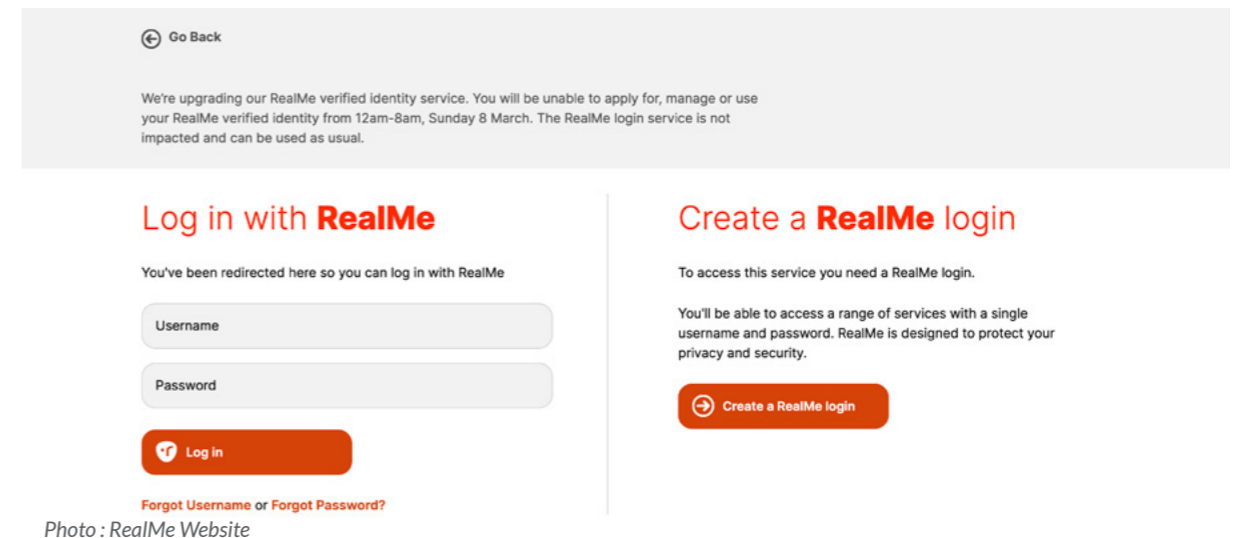 Go Back
We're upgrading our RealMe verified identity service. You will be unable to apply for, manage or use
your RealMe verified identity from 12am-8am, Sunday 8 March. The RealMe login service is not
impacted and can be used as usual.
Log in with RealMe
You've been redirected here so you can log in with RealMe
Username
Password
Log in
Forgot Username or Forgot Password?
Create a RealMe login
To access this service you need a RealMe login.
You'll be able to access a range of services with a single
username and password. RealMe is designed to protect your
privacy and security.
Create a RealMe login
Photo : RealMe Website